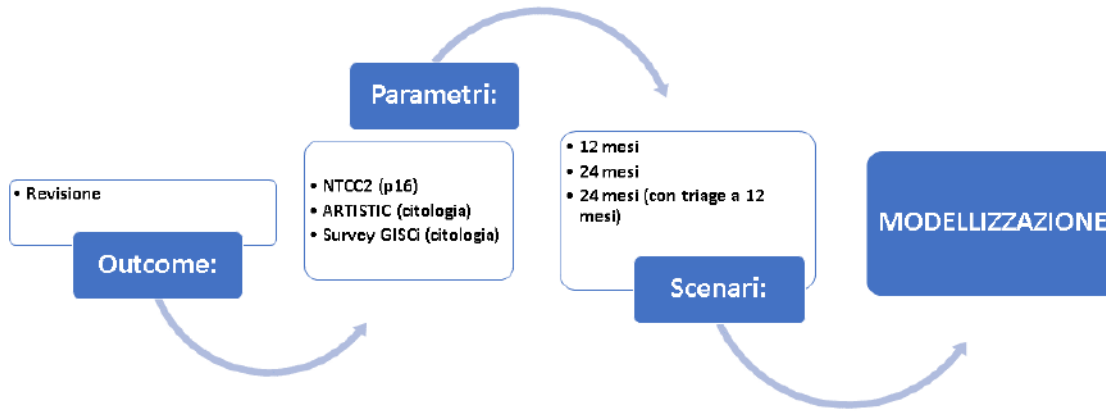 • Revisione
Outcome:
Parametri:
• NTCC2 (p16)
• ARTISTIC (citologia)
• Survey GISCi (citologia)
• 12 mesi
• 24 mesi
• 24 mesi (con triage a 12
mesi)
Scenari:
MODELLIZZAZIONE